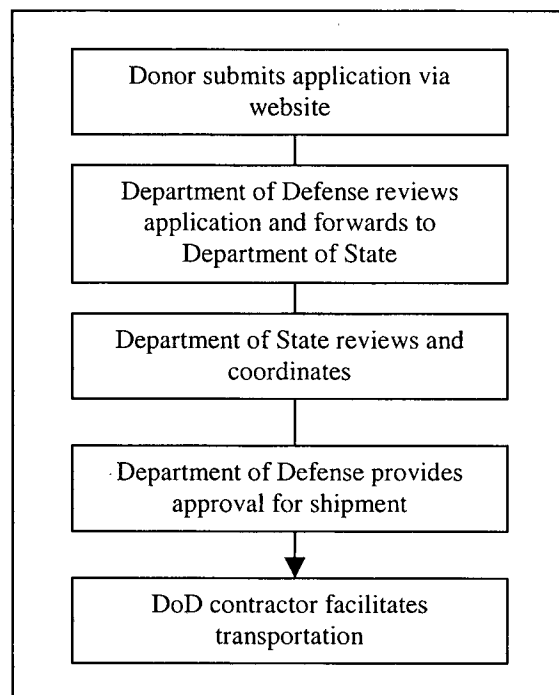 Donor submits application via
website
Department of Defense reviews
application and forwards to
Department of State
Department of State reviews and
coordinates
Department of Defense provides
approval for shipment
DoD contractor facilitates
transportation